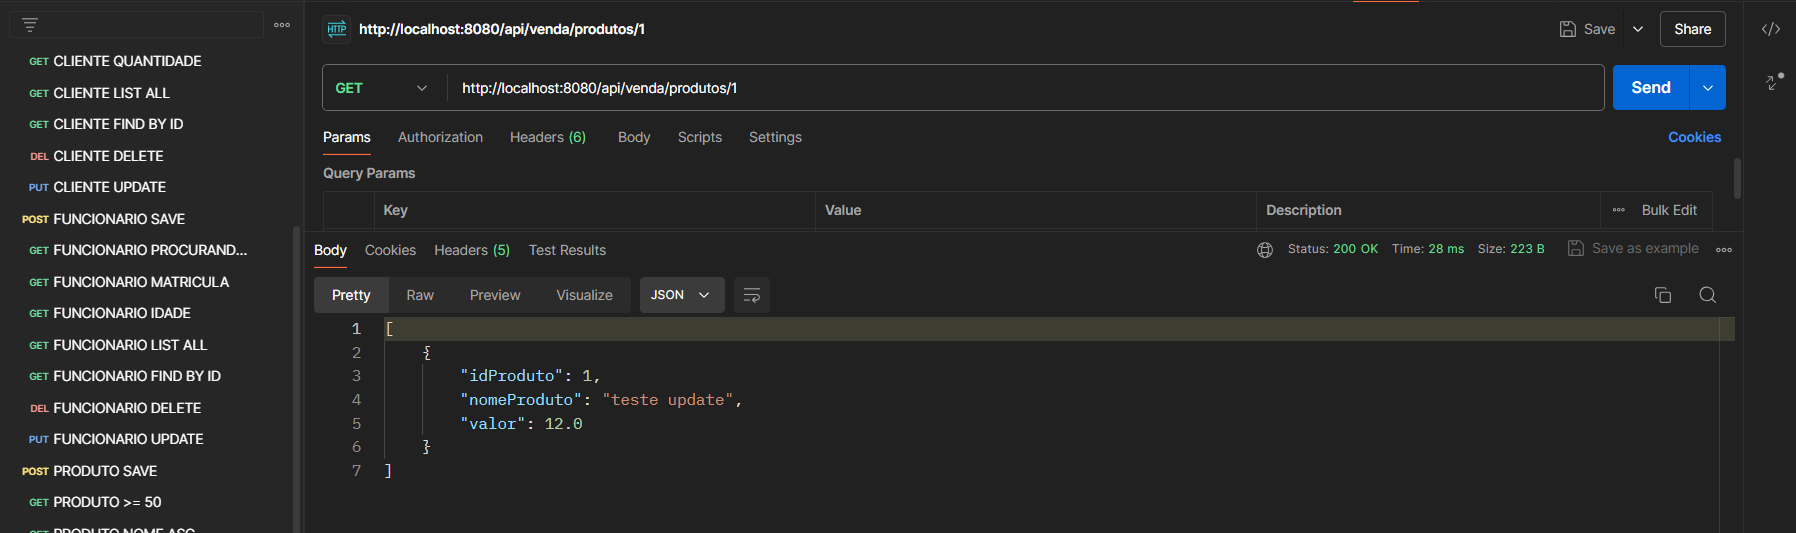 GET CLIENTE QUANTIDADE
GET CLIENTE LIST ALL
GET CLIENTE FIND BY ID
DEL CLIENTE DELETE
PUT CLIENTE UPDATE
POST FUNCIONARIO SAVE
GET FUNCIONARIO PROCURAND...
GET FUNCIONARIO MATRICULA
GET FUNCIONARIO IDADE
GET FUNCIONARIO LIST ALL
GET FUNCIONARIO FIND BY ID
DEL FUNCIONARIO DELETE
PUT FUNCIONARIO UPDATE
POST PRODUTO SAVE
GET PRODUTO >= 50
GET PRODUTO NOME ASC
HTTP http://localhost:8080/api/venda/produtos/1 Save Share
GET http://localhost:8080/api/venda/produtos/1 Send
Params Authorization Headers (6) Body Scripts Settings Cookies
Query Params
Key Value Description Bulk Edit
Body Cookies Headers (5) Test Results Status: 200 OK Time: 28 ms Size: 223 B Save as example
Pretty Raw Preview Visualize JSON
1 [
2 {
3 "idProduto": 1,
4 "nomeProduto": "teste update",
5 "valor": 12.0
6 }
7 ]